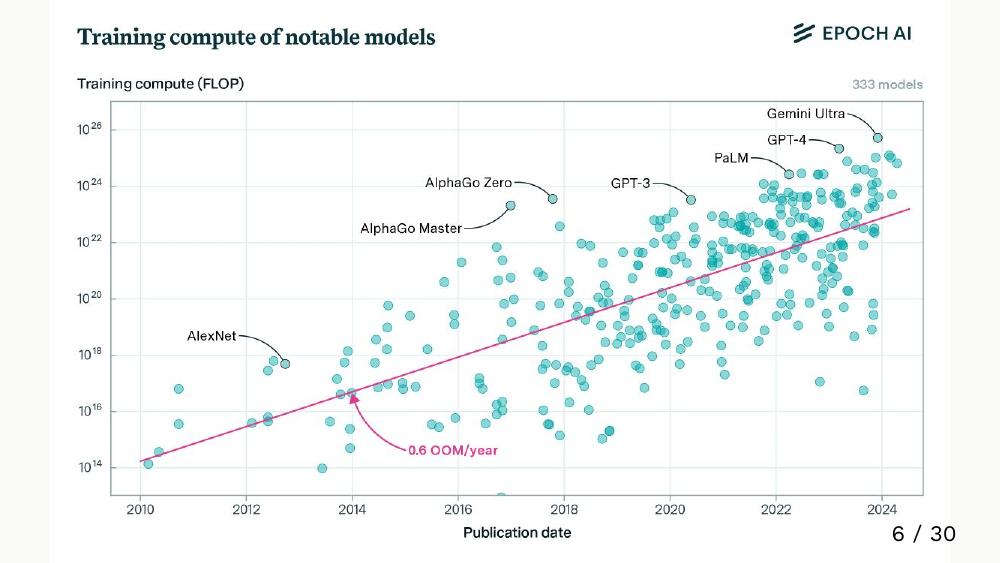 Training compute of notable models
EPOCH AI
Training compute (FLOP)
333 models
10^26
10^24
10^22
10^20
10^18
10^16
10^14
Gemini Ultra
GPT-4
PaLM
AlphaGo Zero
GPT-3
AlphaGo Master
AlexNet
0.6 OOM/year
2010 2012 2014 2016 2018 2020 2022 2024
Publication date
6 / 30